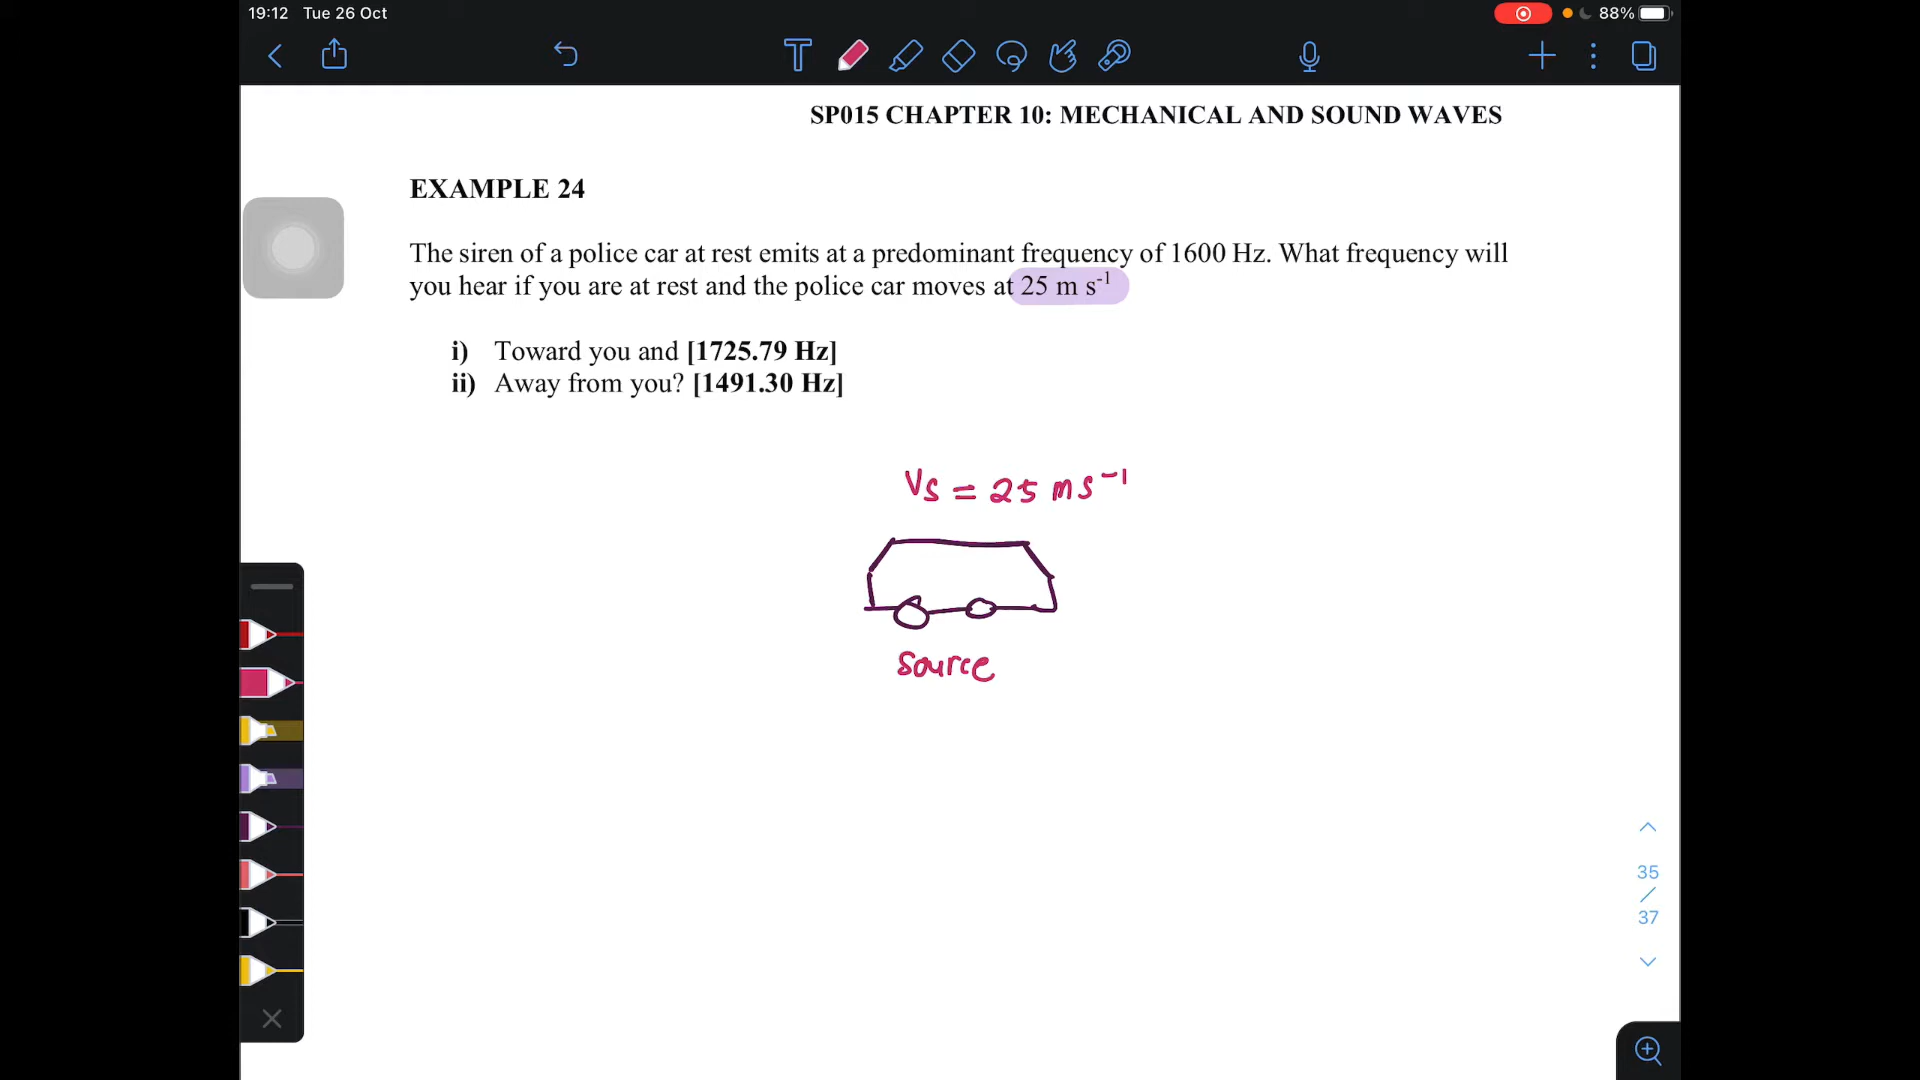 19:12 Tue 26 Oct
88%
SP015 CHAPTER 10: MECHANICAL AND SOUND WAVES
EXAMPLE 24
The siren of a police car at rest emits at a predominant frequency of 1600 Hz. What frequency will
you hear if you are at rest and the police car moves at 25 m s⁻¹
i) Toward you and [1725.79 Hz]
ii) Away from you? [1491.30 Hz]
Vs = 25 ms⁻¹
source
35
/
37